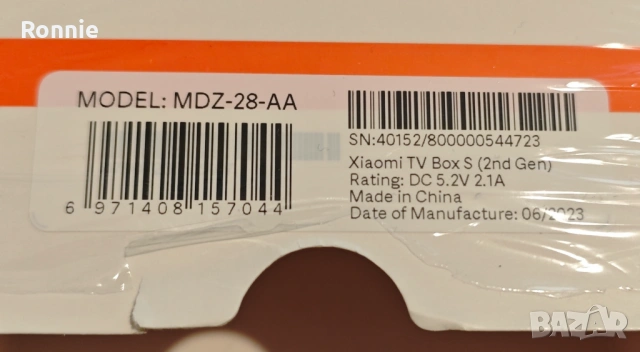 Ronnie
MODEL: MDZ-28-AA
6 971408 157044
SN:40152/800000544723
Xiaomi TV Box S (2nd Gen)
Rating: DC 5.2V 2.1A
Made in China
Date of Manufacture: 06/2023
BAZAR